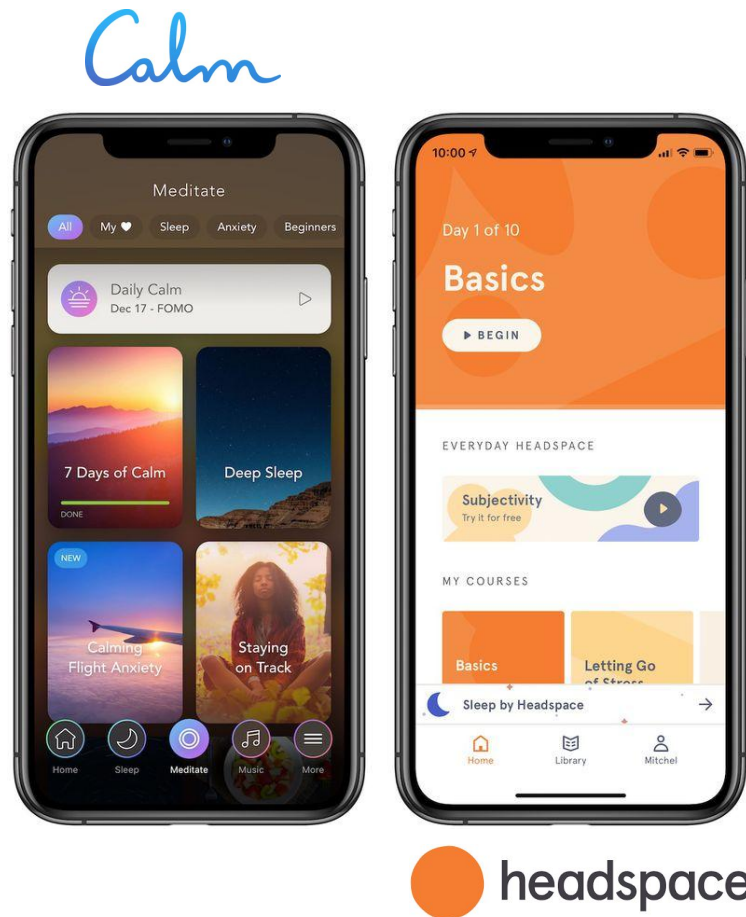 Calm
Meditate
All
My ♥
Sleep
Anxiety
Beginners
Daily Calm
Dec 17 - FOMO
7 Days of Calm
DONE
Deep Sleep
NEW
Calming
Flight Anxiety
Staying
on Track
Home
Sleep
Meditate
Music
More
10:00
Day 1 of 10
Basics
BEGIN
EVERYDAY HEADSPACE
Subjectivity
Try it for free
MY COURSES
Basics
Letting Go
of Stress
Sleep by Headspace
Home
Library
Mitchel
headspace